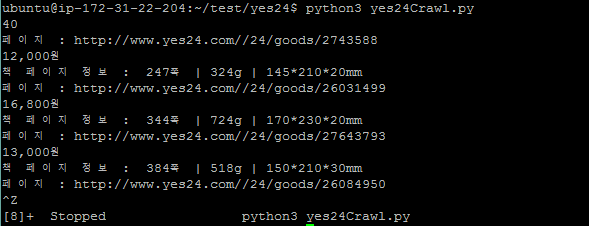 ubuntu@ip-172-31-22-204:~/test/yes24$ python3 yes24Crawl.py
40
페이지 : http://www.yes24.com//24/goods/2743588
12,000원
책 페이지 정보 : 247쪽 | 324g | 145*210*20mm
페이지 : http://www.yes24.com//24/goods/26031499
16,800원
책 페이지 정보 : 344쪽 | 724g | 170*230*20mm
페이지 : http://www.yes24.com//24/goods/27643793
13,000원
책 페이지 정보 : 384쪽 | 518g | 150*210*30mm
페이지 : http://www.yes24.com//24/goods/26084950
^Z
[8]+ Stopped python3 yes24Crawl.py